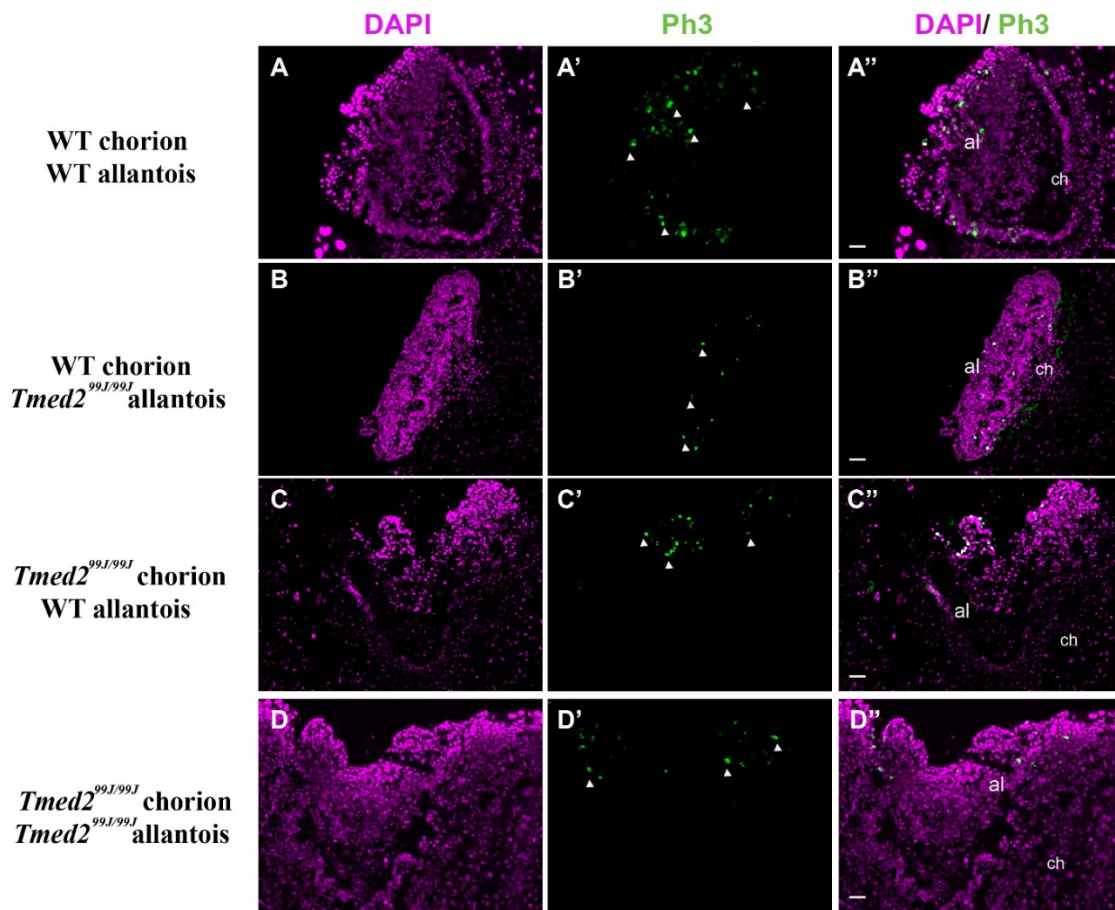 DAPI
Ph3
DAPI/ Ph3
A
A'
A''
al
ch
WT chorion
WT allantois
B
B'
B''
al
ch
WT chorion
Tmed2 99J/99J allantois
C
C'
C''
al
ch
Tmed2 99J/99J chorion
WT allantois
D
D'
D''
al
ch
Tmed2 99J/99J chorion
Tmed2 99J/99J allantois